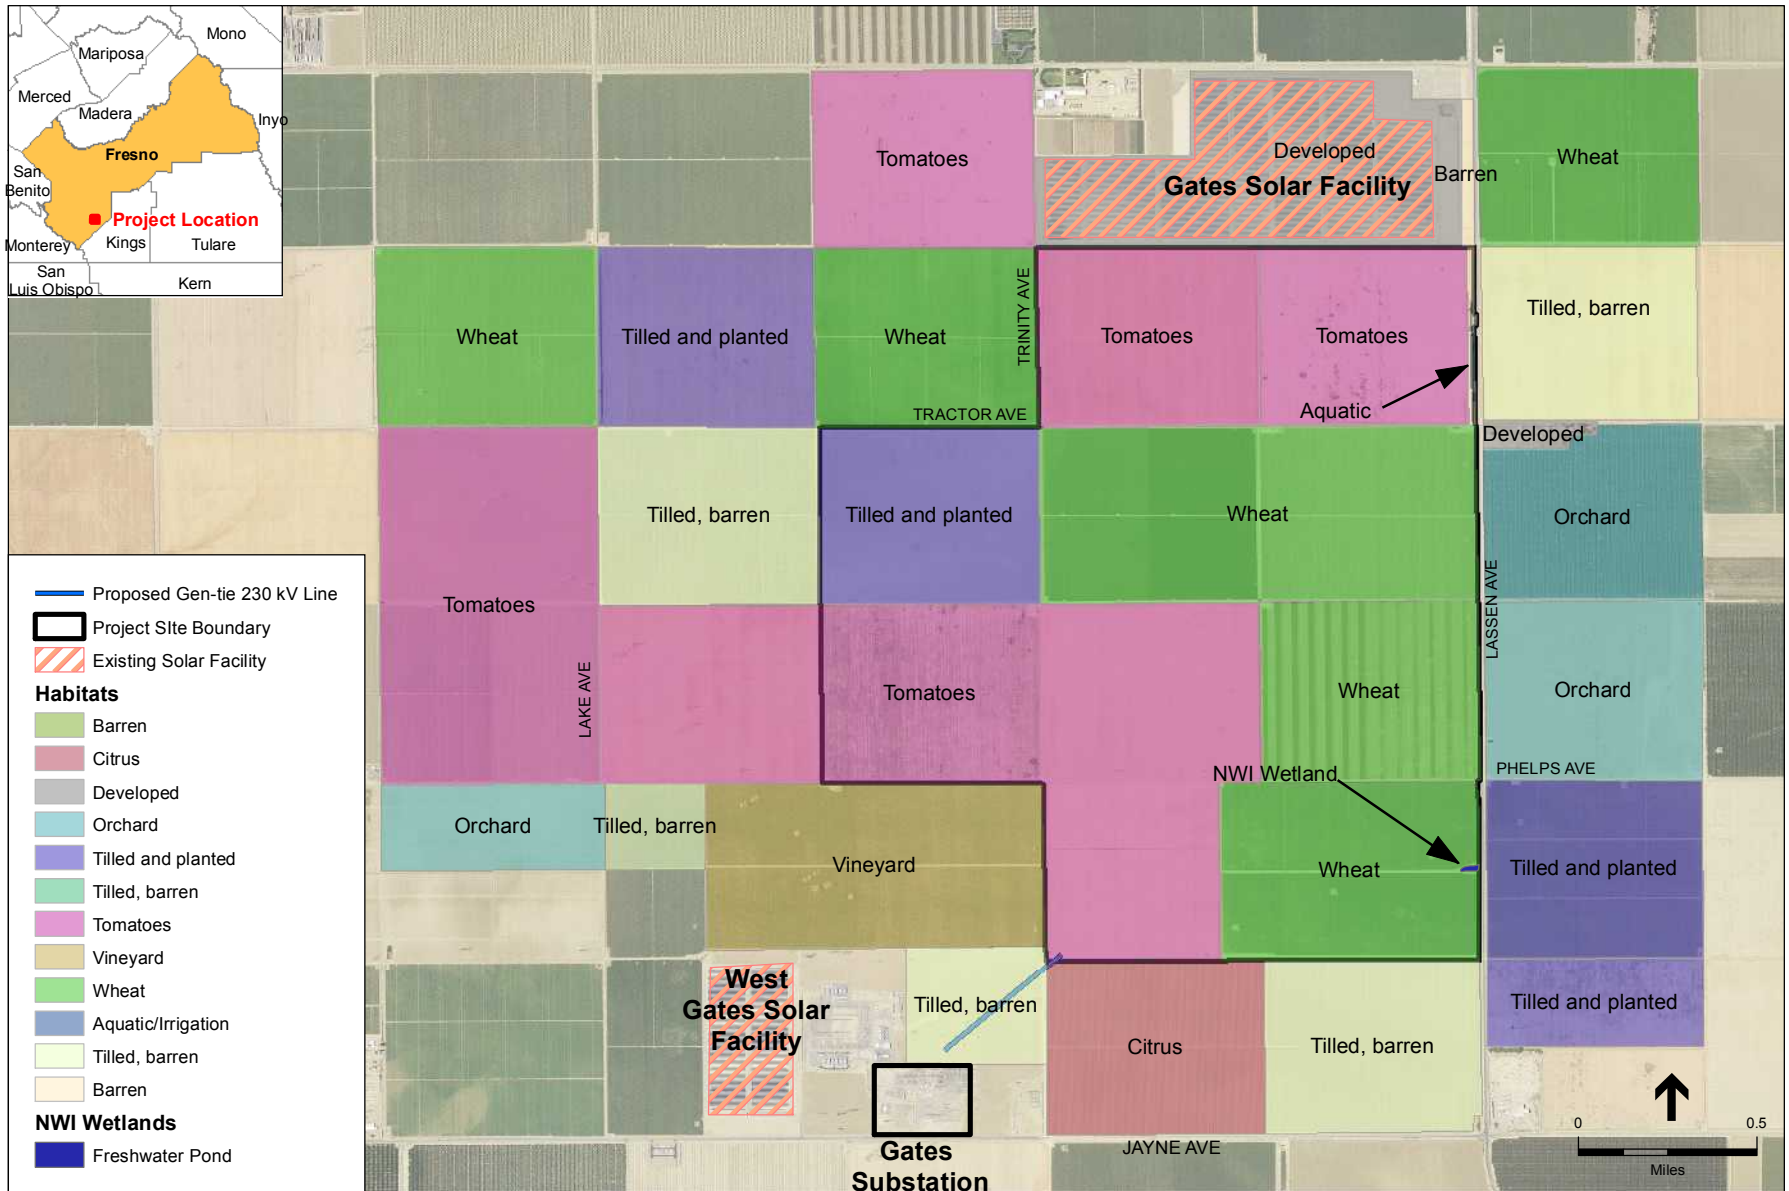 Mono
Mariposa
Merced
Madera
Inyo
Fresno
San
Benito
Project Location
Monterey
Kings
Tulare
San
Luis Obispo
Kern
Tomatoes
Developed
Gates Solar Facility
Barren
Wheat
Wheat
Tilled and planted
Wheat
TRINITY AVE
Tomatoes
Tomatoes
Tilled, barren
TRACTOR AVE
Aquatic
Developed
Tomatoes
Tilled, barren
Tilled and planted
Wheat
Orchard
LAKE AVE
Tomatoes
Wheat
LASSEN AVE
Orchard
NWI Wetland
PHELPS AVE
Orchard
Tilled, barren
Vineyard
Wheat
Tilled and planted
West
Gates Solar
Facility
Tilled, barren
Citrus
Tilled, barren
Tilled and planted
Gates
Substation
JAYNE AVE
0 0.5
Miles
Proposed Gen-tie 230 kV Line
Project SIte Boundary
Existing Solar Facility
Habitats
Barren
Citrus
Developed
Orchard
Tilled and planted
Tilled, barren
Tomatoes
Vineyard
Wheat
Aquatic/Irrigation
Tilled, barren
Barren
NWI Wetlands
Freshwater Pond